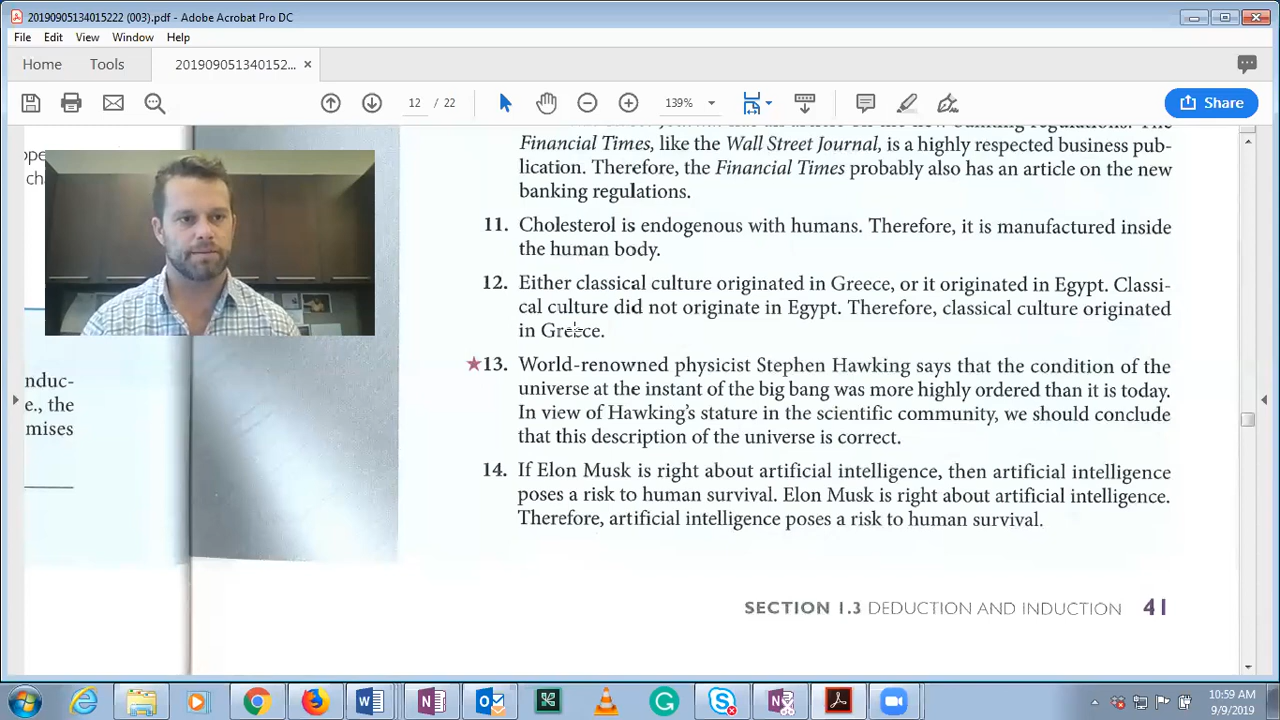 20190905134015222 (003).pdf - Adobe Acrobat Pro DC
File Edit View Window Help
Home Tools 201909051340152... ×
12 / 22 139% Share
Financial Times, like the Wall Street Journal, is a highly respected business pub-
lication. Therefore, the Financial Times probably also has an article on the new
banking regulations.
11. Cholesterol is endogenous with humans. Therefore, it is manufactured inside
the human body.
12. Either classical culture originated in Greece, or it originated in Egypt. Classi-
cal culture did not originate in Egypt. Therefore, classical culture originated
in Greece.
★13. World-renowned physicist Stephen Hawking says that the condition of the
universe at the instant of the big bang was more highly ordered than it is today.
In view of Hawking's stature in the scientific community, we should conclude
that this description of the universe is correct.
14. If Elon Musk is right about artificial intelligence, then artificial intelligence
poses a risk to human survival. Elon Musk is right about artificial intelligence.
Therefore, artificial intelligence poses a risk to human survival.
nduc-
e., the
mises
SECTION 1.3 DEDUCTION AND INDUCTION 41
10:59 AM
9/9/2019